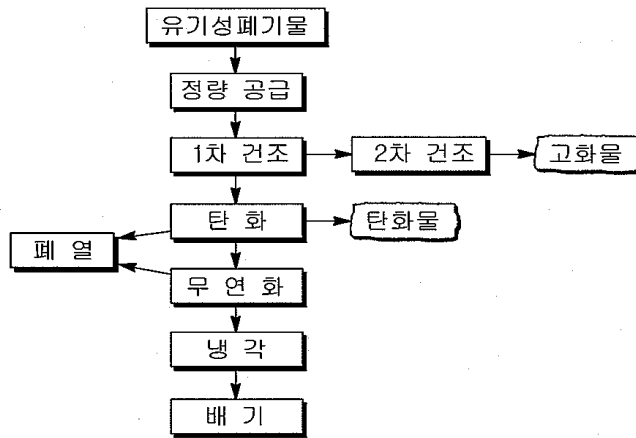 유기성폐기물
정량 공급
1차 건조
2차 건조
고화물
탄 화
탄화물
폐 열
무 연 화
냉 각
배 기